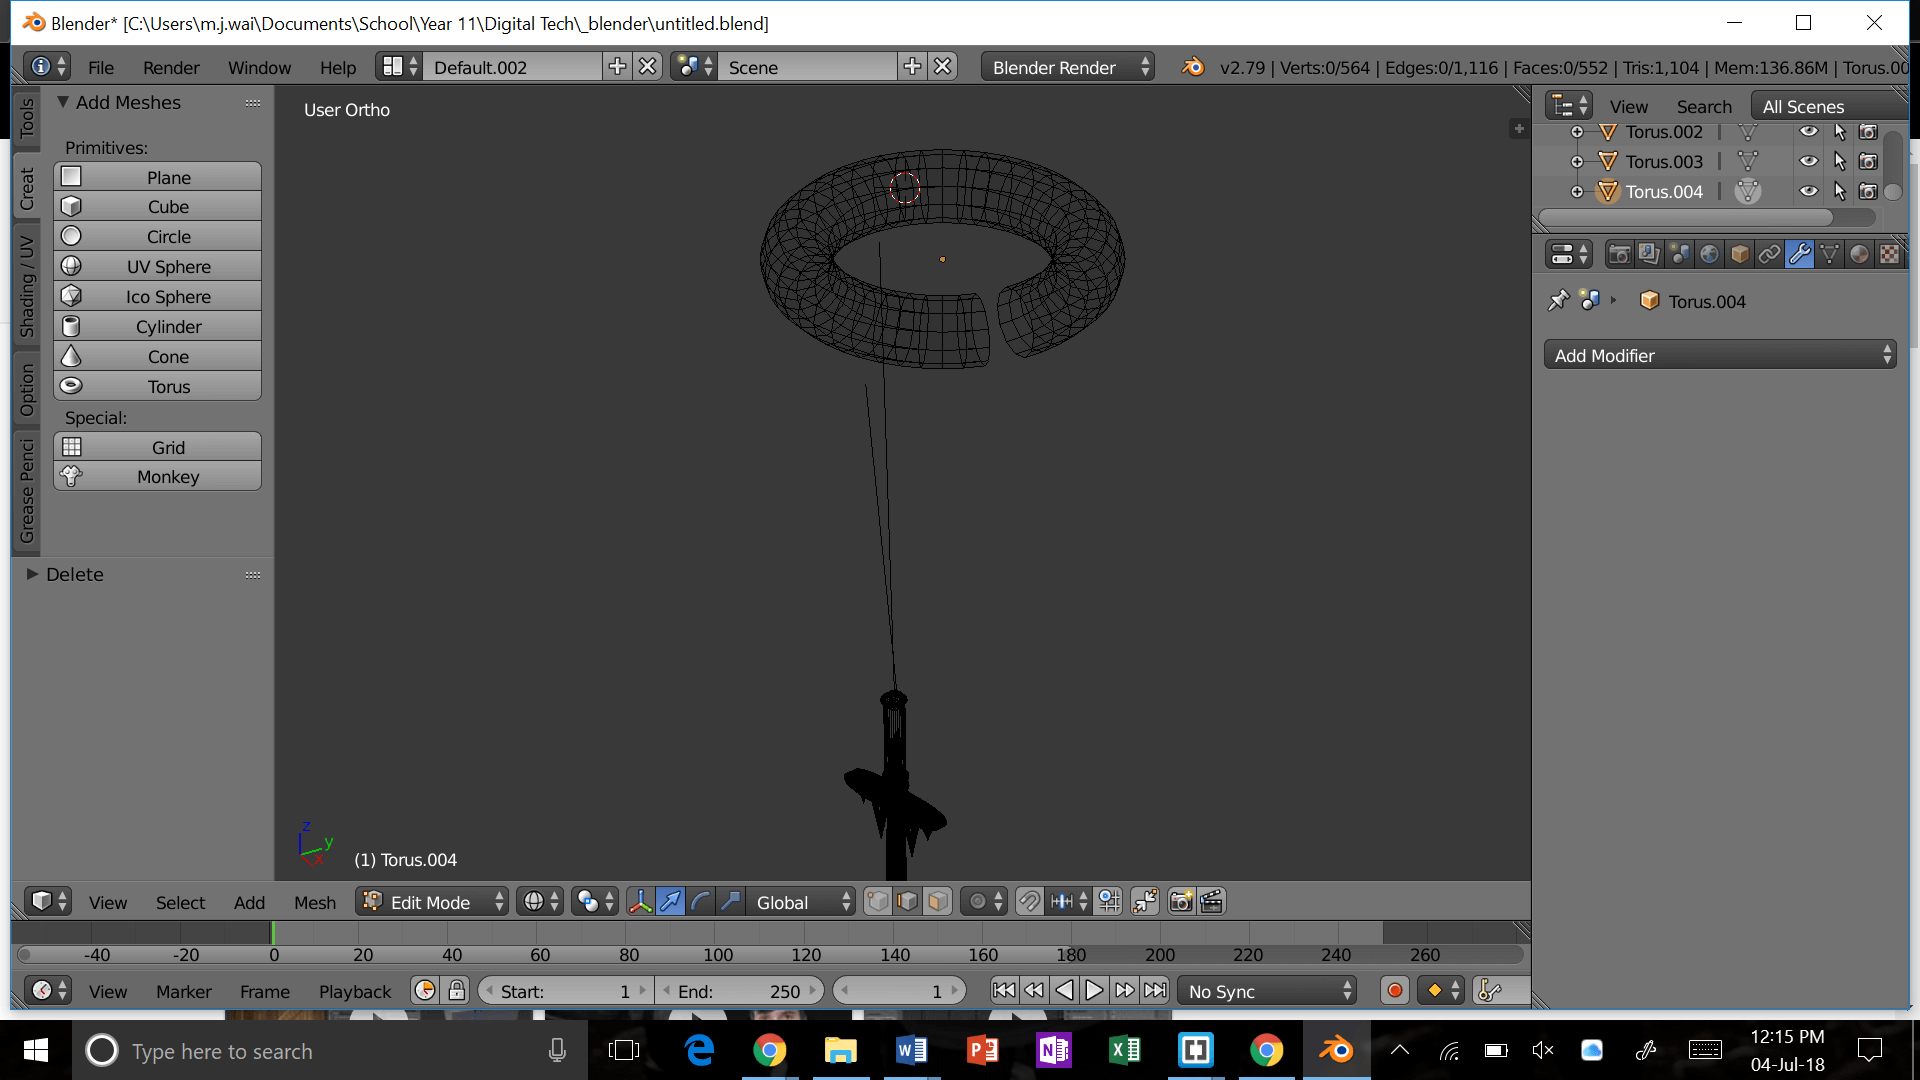 Blender* [C:\Users\m.j.wai\Documents\School\Year 11\Digital Tech\_blender\untitled.blend]
File Render Window Help Default.002 Scene Blender Render v2.79 | Verts:0/564 | Edges:0/1,116 | Faces:0/552 | Tris:1,104 | Mem:136.86M | Torus.00
Tools
Creat
Shading / UV
Option
Grease Penci
Add Meshes
Primitives:
Plane
Cube
Circle
UV Sphere
Ico Sphere
Cylinder
Cone
Torus
Special:
Grid
Monkey
Delete
User Ortho
z
y
x
(1) Torus.004
View Search All Scenes
Torus.002
Torus.003
Torus.004
Torus.004
Add Modifier
View Select Add Mesh Edit Mode Global
-40 -20 0 20 40 60 80 100 120 140 160 180 200 220 240 260
View Marker Frame Playback Start: 1 End: 250 1 No Sync
Type here to search
12:15 PM
04-Jul-18